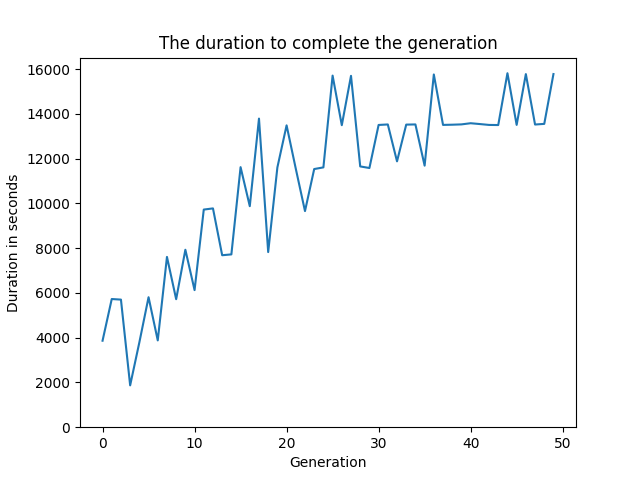 The duration to complete the generation
16000
14000
12000
10000
8000
6000
4000
2000
0
Duration in seconds
0 10 20 30 40 50
Generation